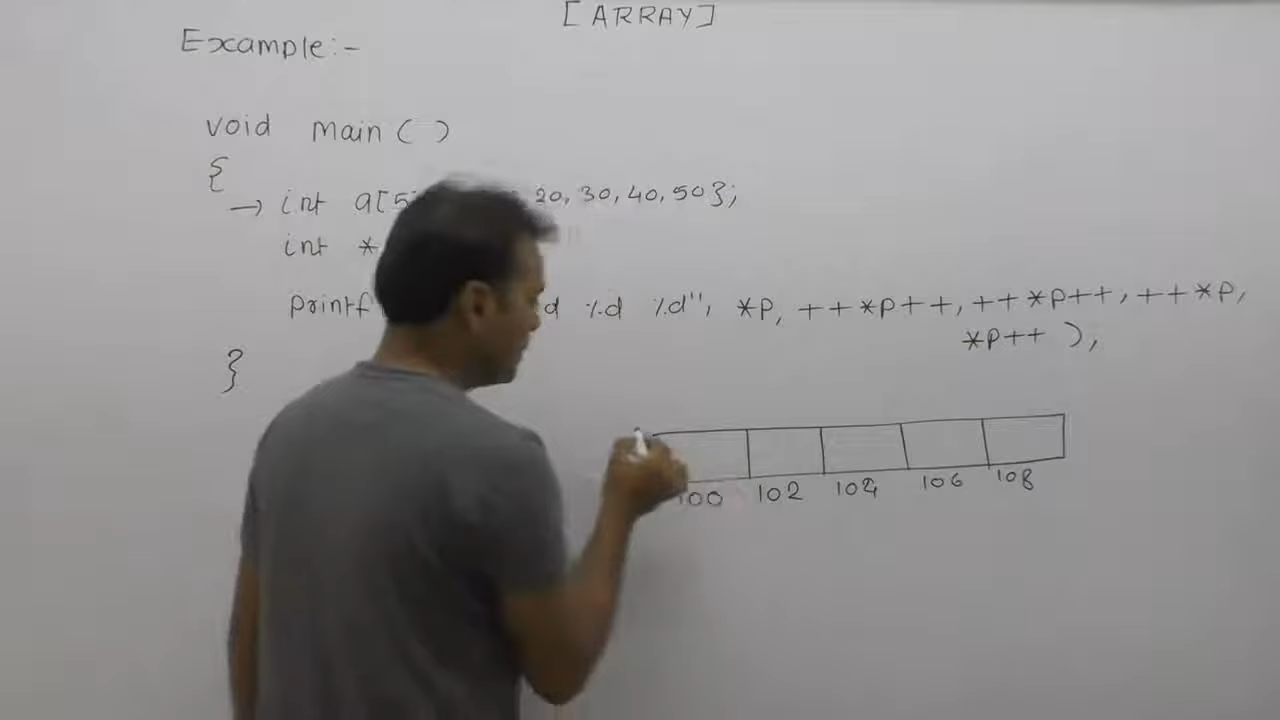 [ARRAY]
Example:-
void main ( )
{
→ int a[5 20, 30, 40, 50};
int *
printf d %d %d", *p, ++*p++, ++*p++, ++*p,
*p++ );
}
100 102 104 106 108